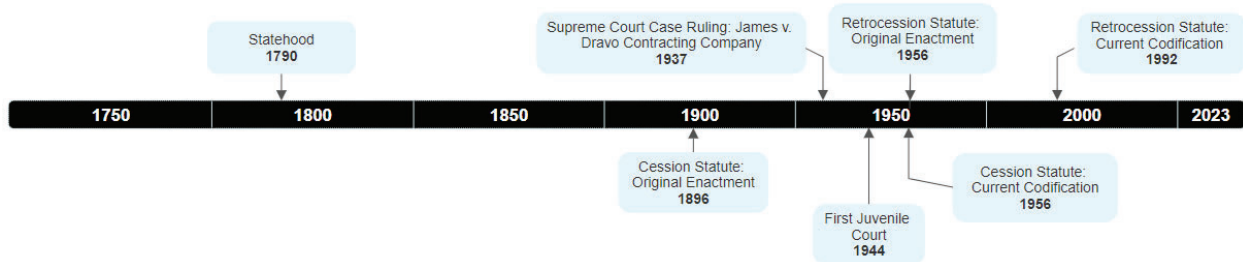 Statehood
1790
Supreme Court Case Ruling: James v.
Dravo Contracting Company
1937
Retrocession Statute:
Original Enactment
1956
Retrocession Statute:
Current Codification
1992
1750
1800
1850
1900
1950
2000
2023
Cession Statute:
Original Enactment
1896
First Juvenile
Court
1944
Cession Statute:
Current Codification
1956